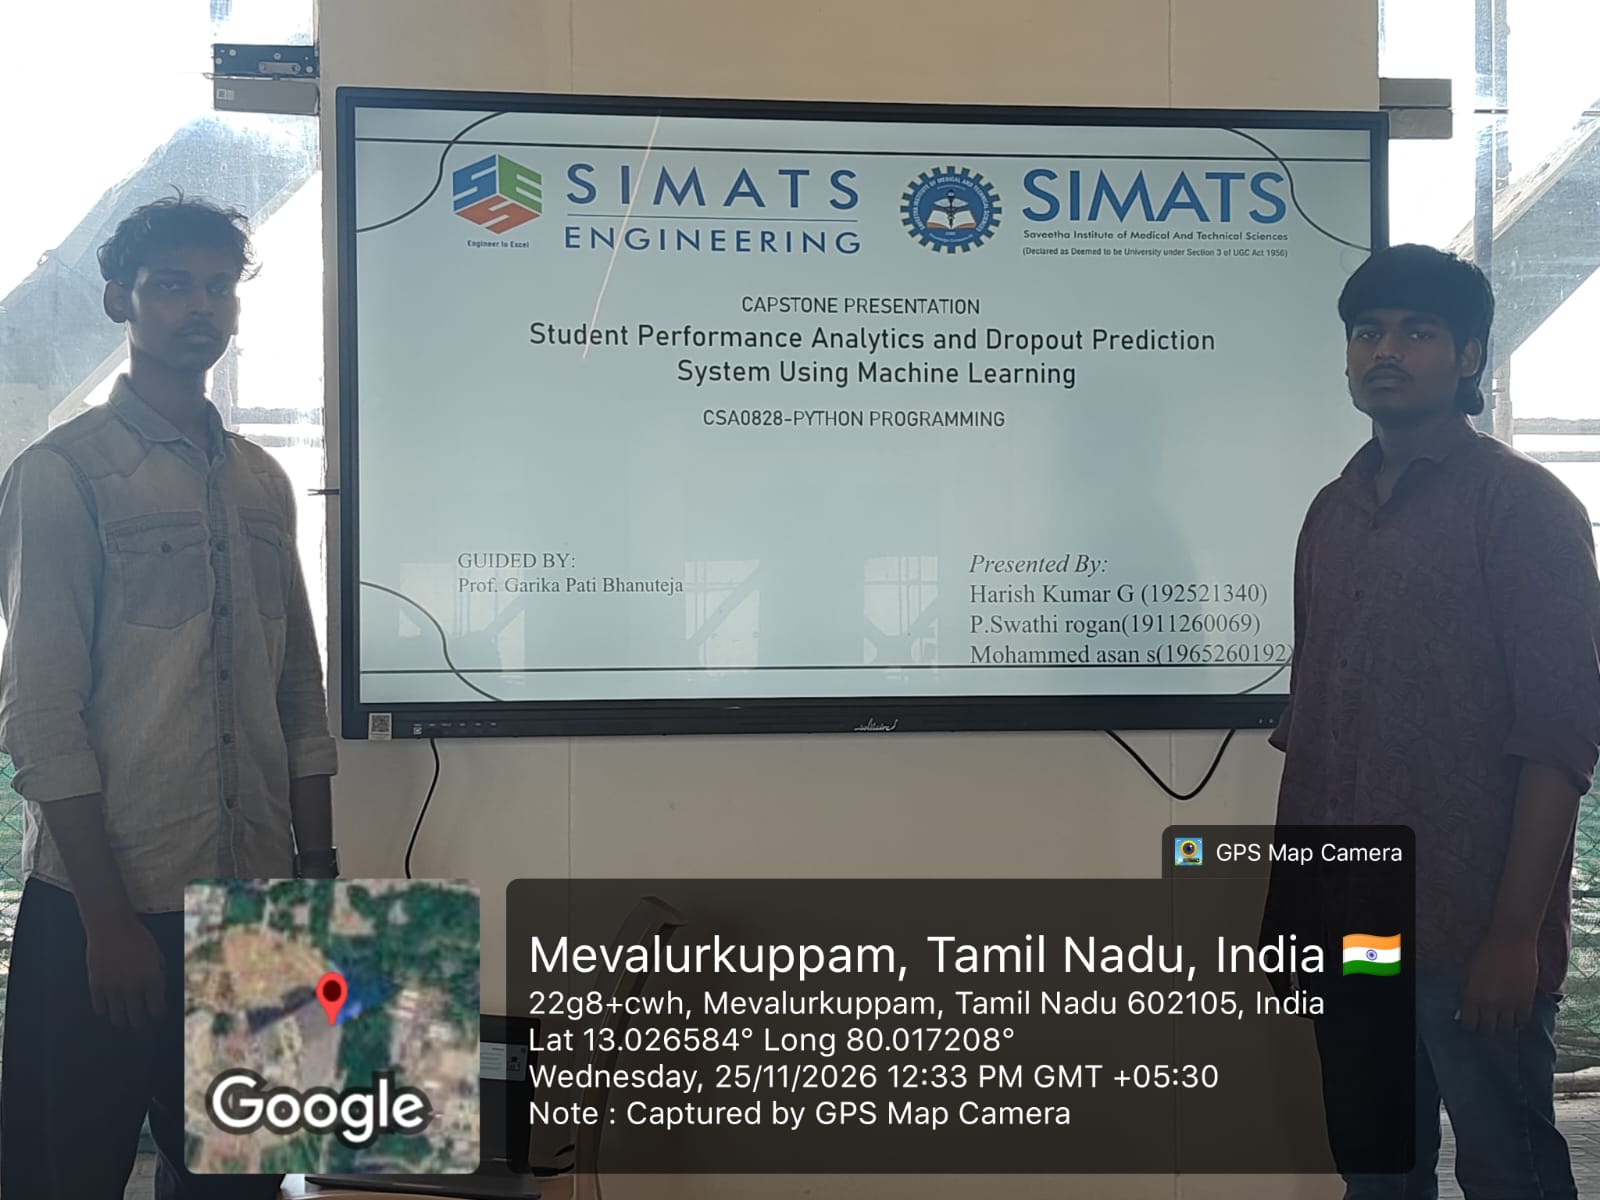 SIMATS
ENGINEERING
Engineer to Excel
SIMATS
Saveetha Institute of Medical And Technical Sciences
(Declared as Deemed to be University under Section 3 of UGC Act 1956)
CAPSTONE PRESENTATION
Student Performance Analytics and Dropout Prediction
System Using Machine Learning
CSA0828-PYTHON PROGRAMMING
GUIDED BY:
Prof. Garika Pati Bhanuteja
Presented By:
Harish Kumar G (192521340)
P.Swathi rogan(1911260069)
Mohammed asan s(1965260192)
GPS Map Camera
Google
Mevalurkuppam, Tamil Nadu, India
22g8+cwh, Mevalurkuppam, Tamil Nadu 602105, India
Lat 13.026584° Long 80.017208°
Wednesday, 25/11/2026 12:33 PM GMT +05:30
Note : Captured by GPS Map Camera